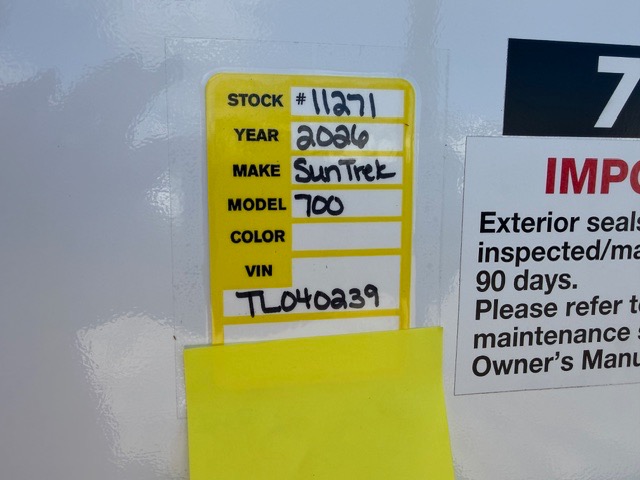 STOCK #11271
YEAR 2026
MAKE SunTrek
MODEL 700
COLOR
VIN
TL040239
7
IMPO
Exterior seals
inspected/ma
90 days.
Please refer t
maintenance
Owner's Manu